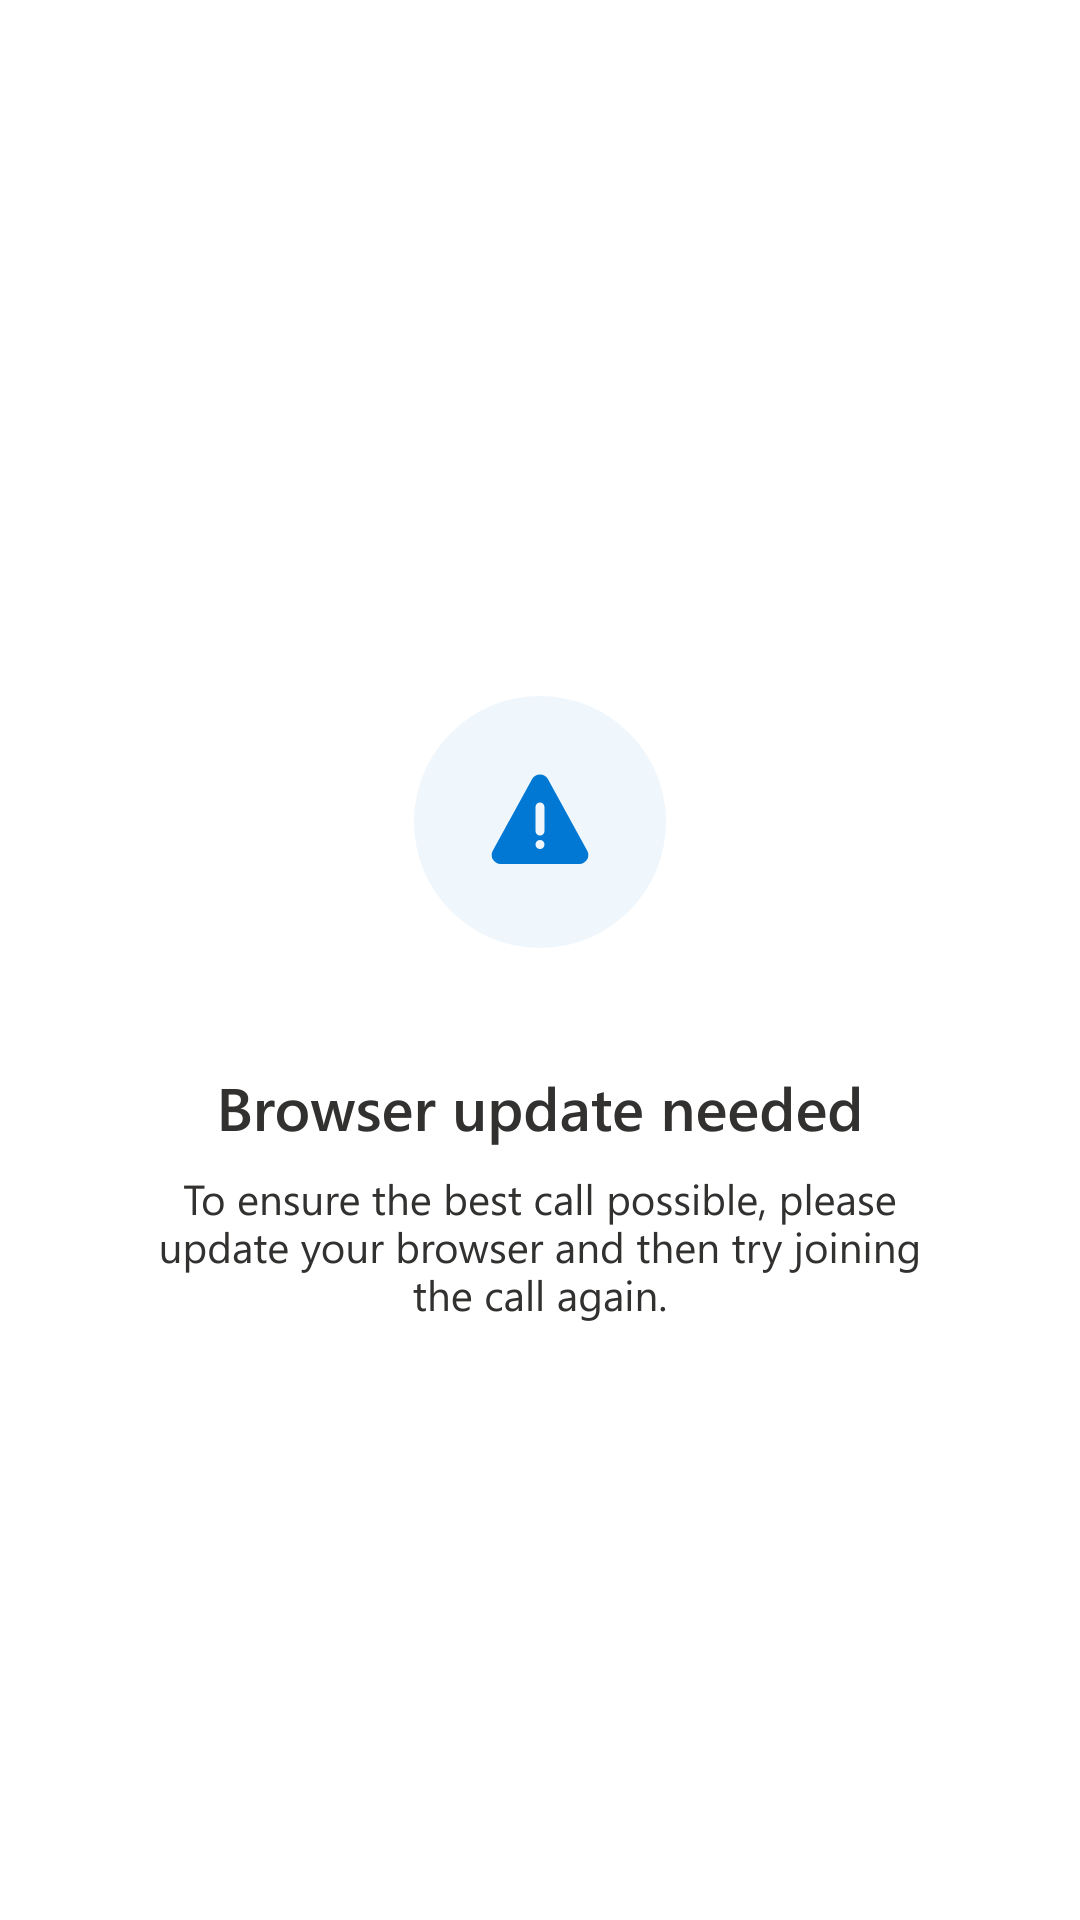 Browser update needed
To ensure the best call possible, please
update your browser and then try joining
the call again.